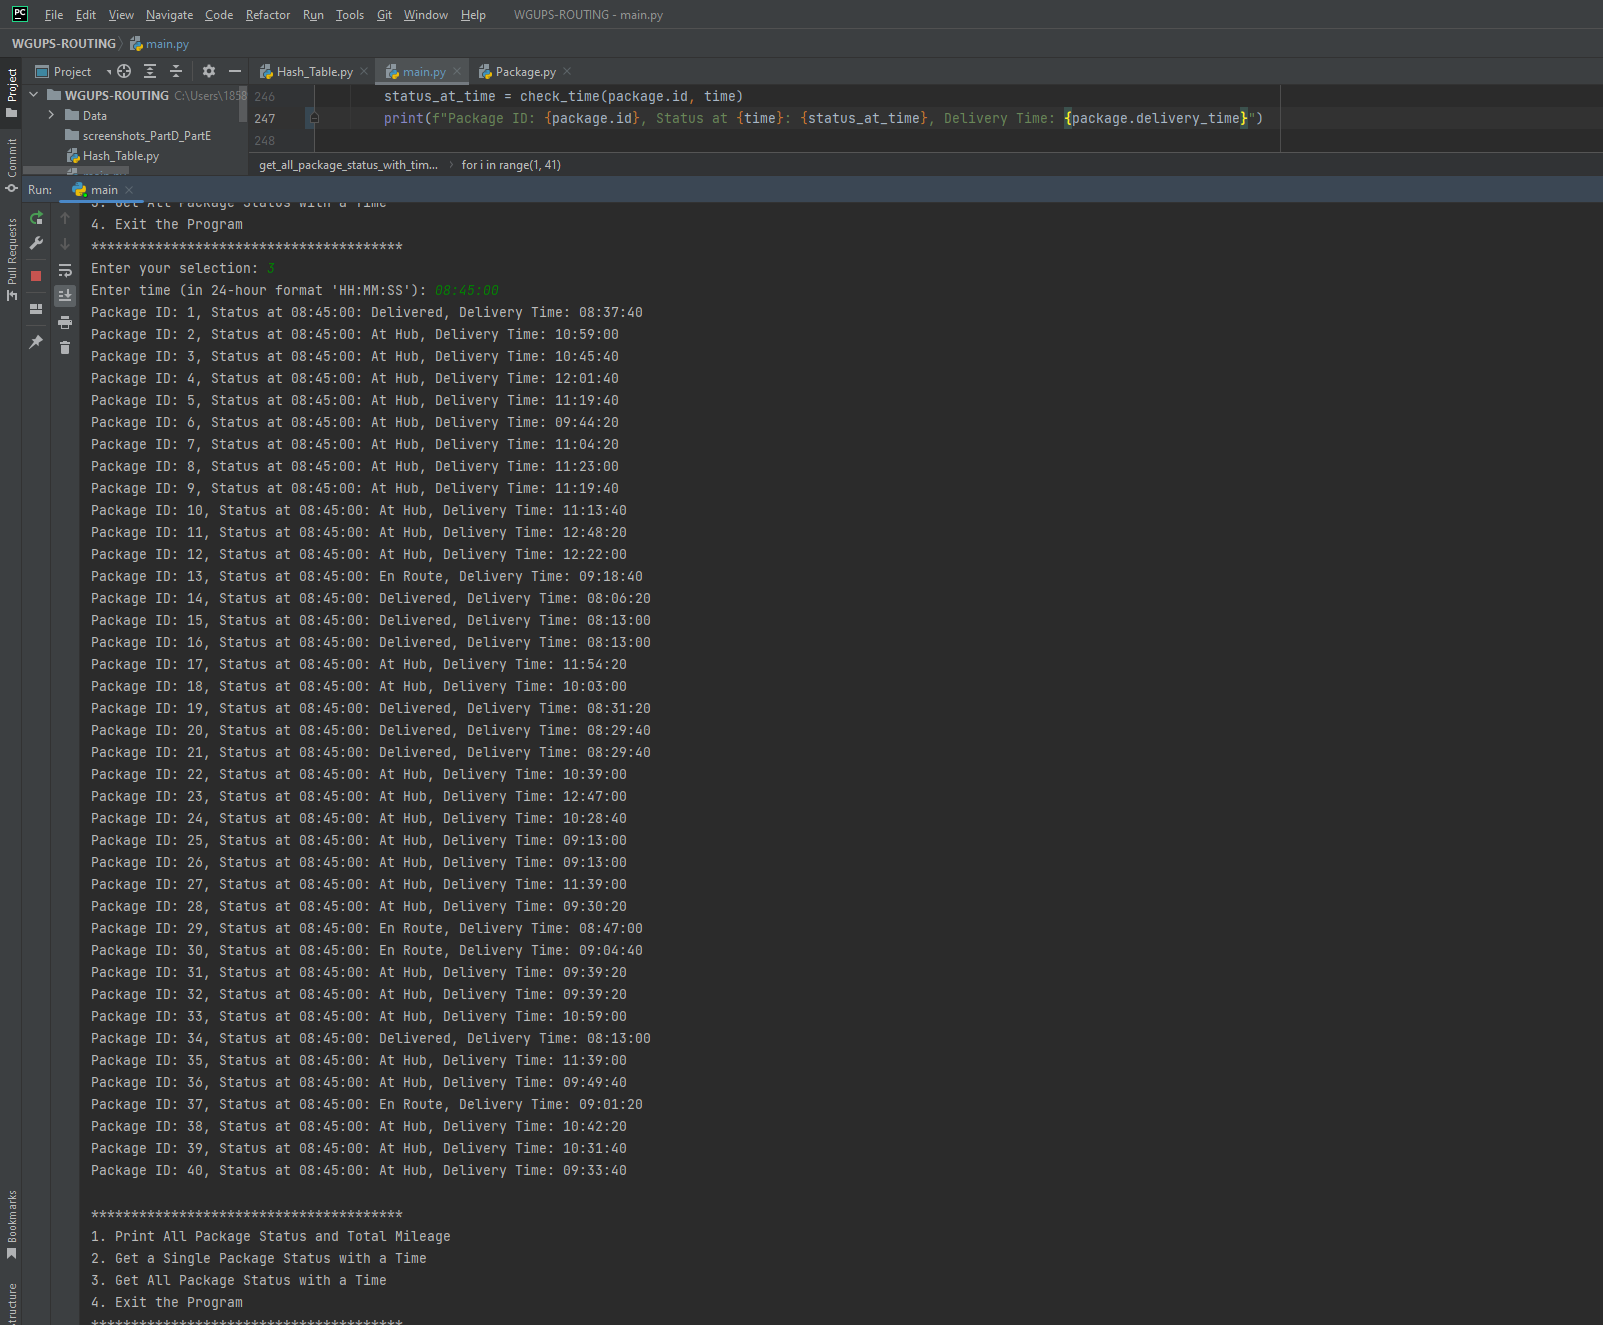 PC File Edit View Navigate Code Refactor Run Tools Git Window Help WGUPS-ROUTING - main.py
WGUPS-ROUTING main.py
Project Hash_Table.py main.py Package.py
WGUPS-ROUTING C:\Users\1858
Data
screenshots_PartD_PartE
Hash_Table.py
246 status_at_time = check_time(package.id, time)
247 print(f"Package ID: {package.id}, Status at {time}: {status_at_time}, Delivery Time: {package.delivery_time}")
248
get_all_package_status_with_tim... for i in range(1, 41)
Project
Commit
Pull Requests
Bookmarks
Structure
Run: main
3. Get All Package Status with a Time
4. Exit the Program
***************************************
Enter your selection: 3
Enter time (in 24-hour format 'HH:MM:SS'): 08:45:00
Package ID: 1, Status at 08:45:00: Delivered, Delivery Time: 08:37:40
Package ID: 2, Status at 08:45:00: At Hub, Delivery Time: 10:59:00
Package ID: 3, Status at 08:45:00: At Hub, Delivery Time: 10:45:40
Package ID: 4, Status at 08:45:00: At Hub, Delivery Time: 12:01:40
Package ID: 5, Status at 08:45:00: At Hub, Delivery Time: 11:19:40
Package ID: 6, Status at 08:45:00: At Hub, Delivery Time: 09:44:20
Package ID: 7, Status at 08:45:00: At Hub, Delivery Time: 11:04:20
Package ID: 8, Status at 08:45:00: At Hub, Delivery Time: 11:23:00
Package ID: 9, Status at 08:45:00: At Hub, Delivery Time: 11:19:40
Package ID: 10, Status at 08:45:00: At Hub, Delivery Time: 11:13:40
Package ID: 11, Status at 08:45:00: At Hub, Delivery Time: 12:48:20
Package ID: 12, Status at 08:45:00: At Hub, Delivery Time: 12:22:00
Package ID: 13, Status at 08:45:00: En Route, Delivery Time: 09:18:40
Package ID: 14, Status at 08:45:00: Delivered, Delivery Time: 08:06:20
Package ID: 15, Status at 08:45:00: Delivered, Delivery Time: 08:13:00
Package ID: 16, Status at 08:45:00: Delivered, Delivery Time: 08:13:00
Package ID: 17, Status at 08:45:00: At Hub, Delivery Time: 11:54:20
Package ID: 18, Status at 08:45:00: At Hub, Delivery Time: 10:03:00
Package ID: 19, Status at 08:45:00: Delivered, Delivery Time: 08:31:20
Package ID: 20, Status at 08:45:00: Delivered, Delivery Time: 08:29:40
Package ID: 21, Status at 08:45:00: Delivered, Delivery Time: 08:29:40
Package ID: 22, Status at 08:45:00: At Hub, Delivery Time: 10:39:00
Package ID: 23, Status at 08:45:00: At Hub, Delivery Time: 12:47:00
Package ID: 24, Status at 08:45:00: At Hub, Delivery Time: 10:28:40
Package ID: 25, Status at 08:45:00: At Hub, Delivery Time: 09:13:00
Package ID: 26, Status at 08:45:00: At Hub, Delivery Time: 09:13:00
Package ID: 27, Status at 08:45:00: At Hub, Delivery Time: 11:39:00
Package ID: 28, Status at 08:45:00: At Hub, Delivery Time: 09:30:20
Package ID: 29, Status at 08:45:00: En Route, Delivery Time: 08:47:00
Package ID: 30, Status at 08:45:00: En Route, Delivery Time: 09:04:40
Package ID: 31, Status at 08:45:00: At Hub, Delivery Time: 09:39:20
Package ID: 32, Status at 08:45:00: At Hub, Delivery Time: 09:39:20
Package ID: 33, Status at 08:45:00: At Hub, Delivery Time: 10:59:00
Package ID: 34, Status at 08:45:00: Delivered, Delivery Time: 08:13:00
Package ID: 35, Status at 08:45:00: At Hub, Delivery Time: 11:39:00
Package ID: 36, Status at 08:45:00: At Hub, Delivery Time: 09:49:40
Package ID: 37, Status at 08:45:00: En Route, Delivery Time: 09:01:20
Package ID: 38, Status at 08:45:00: At Hub, Delivery Time: 10:42:20
Package ID: 39, Status at 08:45:00: At Hub, Delivery Time: 10:31:40
Package ID: 40, Status at 08:45:00: At Hub, Delivery Time: 09:33:40
***************************************
1. Print All Package Status and Total Mileage
2. Get a Single Package Status with a Time
3. Get All Package Status with a Time
4. Exit the Program
***************************************